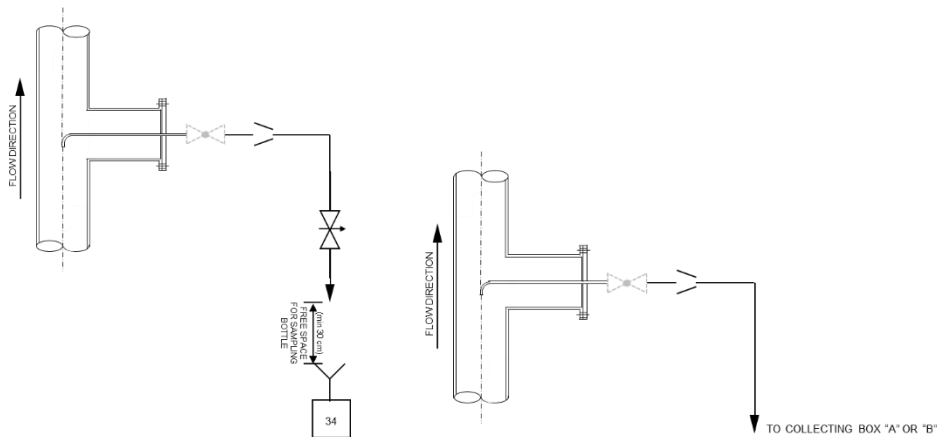 FLOW DIRECTION
(min 30 cm)
FREE SPACE
FOR SAMPLING
BOTTLE
34
FLOW DIRECTION
TO COLLECTING BOX "A" OR "B"